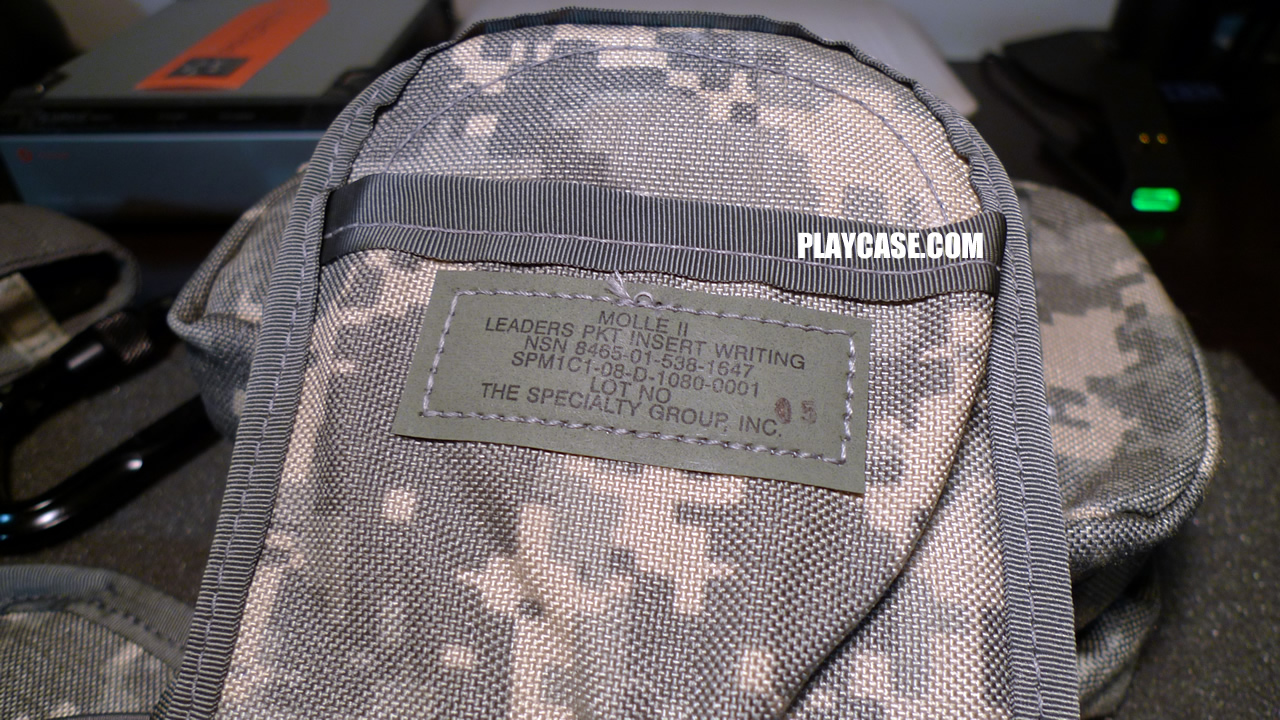 PLAYCASE.COM
MOLLE II
LEADERS PKT INSERT WRITING
NSN 8465-01-538-1647
SPM1C1-08-D-1080-0001
LOT NO
THE SPECIALTY GROUP, INC. 05